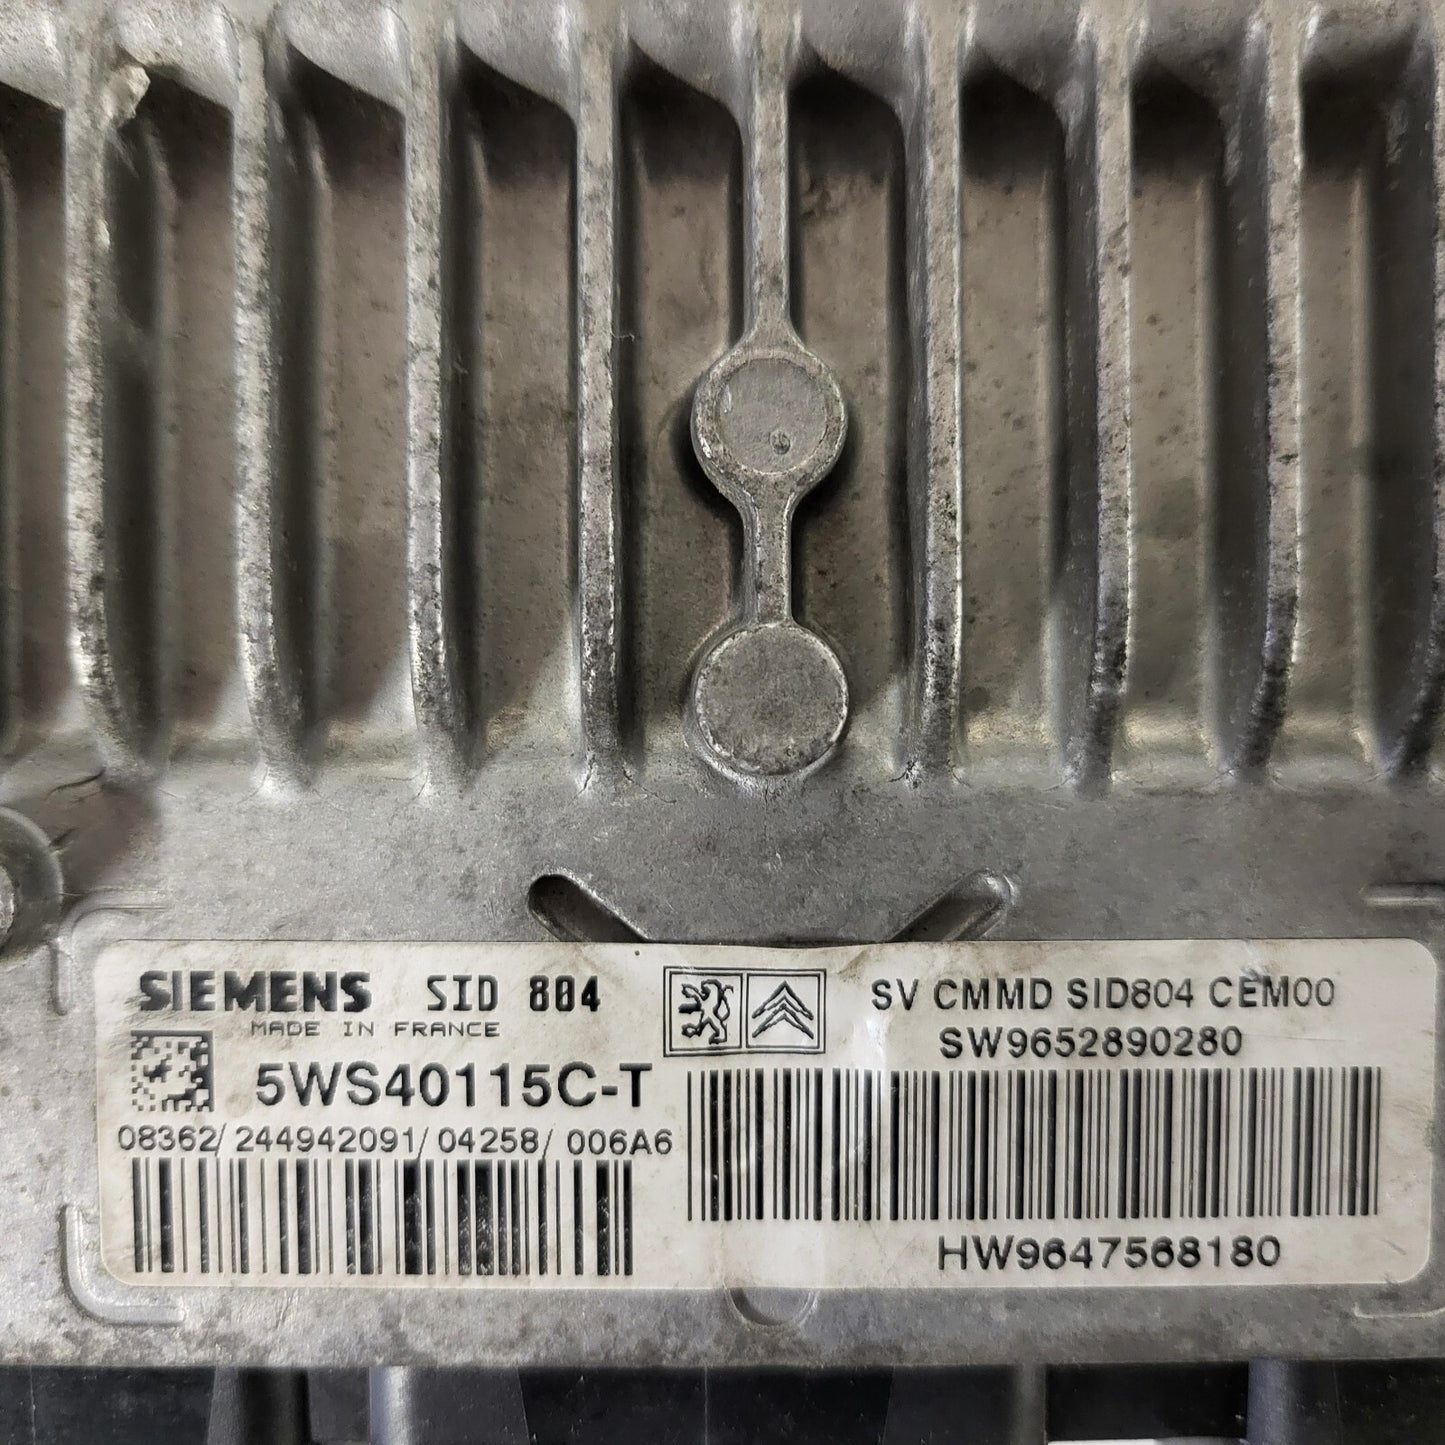 SIEMENS SID 804
MADE IN FRANCE
5WS40115C-T
08362/244942091/04258/006A6
SV CMMD SID804 CEM00
SW9652890280
HW9647568180